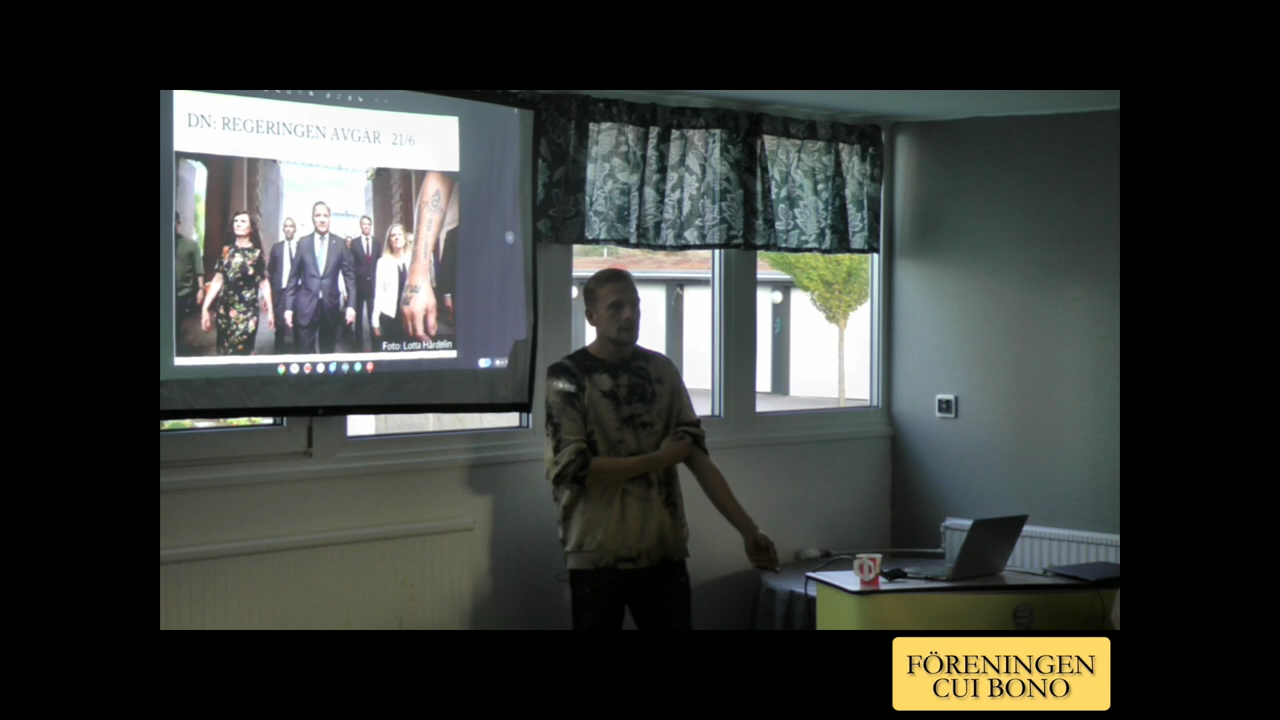 DN: REGERINGEN AVGÅR 21/6
Foto: Lotta Härdelin
FÖRENINGEN
CUI BONO